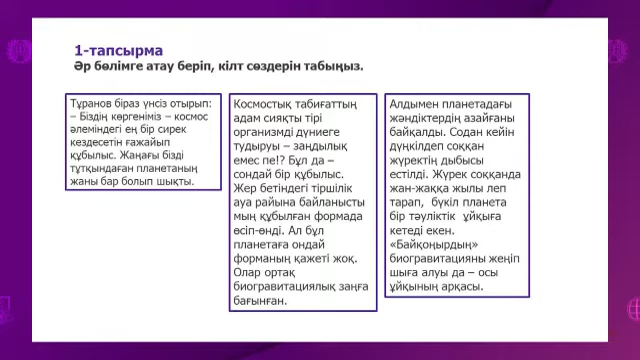 1-тапсырма
Әр бөлімге атау беріп, кілт сөздерін табыңыз.
Тұранов біраз үнсіз отырып:
– Біздің көргеніміз – космос
әлеміндегі ең бір сирек
кездесетін ғажайып
құбылыс. Жаңағы бізді
тұтқындаған планетаның
жаны бар болып шықты.
Космостық табиғаттың
адам сияқты тірі
организмді дүниеге
тудыруы – заңдылық
емес пе!? Бұл да –
сондай бір құбылыс.
Жер бетіндегі тіршілік
ауа райына байланысты
мың құбылған формада
өсіп-өнді. Ал бұл
планетаға ондай
форманың қажеті жоқ.
Олар ортақ
биогравитациялық заңға
бағынған.
Алдымен планетадағы
жәндіктердің азайғаны
байқалды. Содан кейін
дүңкілдеп соққан
жүректің дыбысы
естілді. Жүрек соққанда
жан-жаққа жылы леп
тарап, бүкіл планета
бір тәуліктік ұйқыға
кетеді екен.
«Байқоңырдың»
биогравитацияны жеңіп
шыға алуы да – осы
ұйқының арқасы.